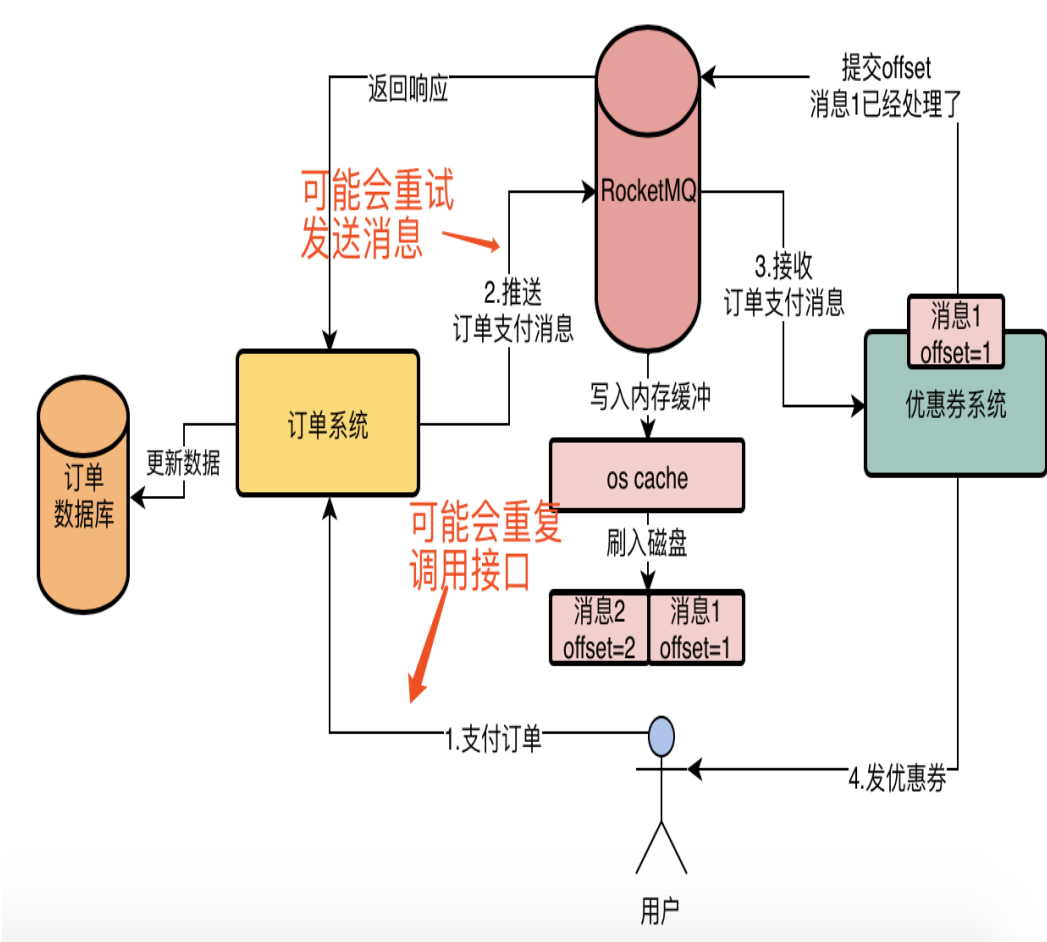 返回响应
提交offset
消息1已经处理了
可能会重试
发送消息
RocketMQ
2.推送
订单支付消息
3.接收
订单支付消息
消息1
offset=1
优惠券系统
订单系统
写入内存缓冲
os cache
更新数据
订单
数据库
可能会重复
调用接口
刷入磁盘
消息2
offset=2
消息1
offset=1
1.支付订单
4.发优惠券
用户